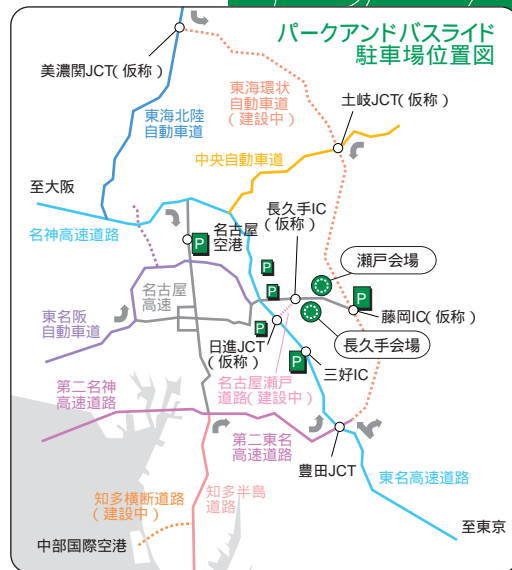 パークアンドバスライド
駐車場位置図
美濃関JCT(仮称)
東海環状
自動車道
(建設中)
土岐JCT(仮称)
東海北陸
自動車道
中央自動車道
至大阪
長久手IC
(仮称)
名神高速道路
名古屋
空港
P
瀬戸会場
P
P
P
名古屋
高速
藤岡IC(仮称)
東名阪
自動車道
P
日進JCT
(仮称)
長久手会場
P
三好IC
名古屋瀬戸
道路(建設中)
第二名神
高速道路
第二東名
高速道路
豊田JCT
東名高速道路
知多横断道路
(建設中)
知多半島
道路
至東京
中部国際空港